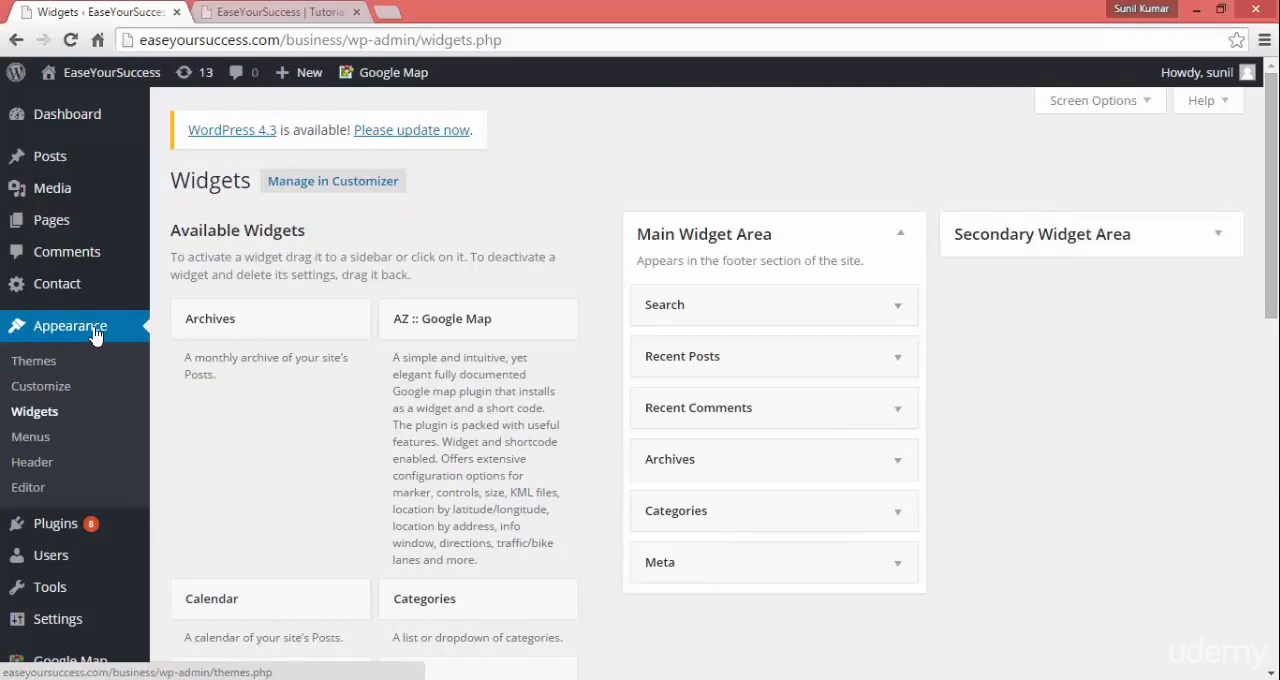 Widgets ‹ EaseYourSucces
EaseYourSuccess | Tutoria
Sunil Kumar
easeyoursuccess.com/business/wp-admin/widgets.php
EaseYourSuccess 13 0 New Google Map Howdy, sunil
Screen Options Help
Dashboard
Posts
Media
Pages
Comments
Contact
Appearance
Themes
Customize
Widgets
Menus
Header
Editor
Plugins 8
Users
Tools
Settings
Google Map
WordPress 4.3 is available! Please update now.
Widgets Manage in Customizer
Available Widgets
To activate a widget drag it to a sidebar or click on it. To deactivate a
widget and delete its settings, drag it back.
Archives
A monthly archive of your site's
Posts.
AZ :: Google Map
A simple and intuitive, yet
elegant fully documented
Google map plugin that installs
as a widget and a short code.
The plugin is packed with useful
features. Widget and shortcode
enabled. Offers extensive
configuration options for
marker, controls, size, KML files,
location by latitude/longitude,
location by address, info
window, directions, traffic/bike
lanes and more.
Calendar
A calendar of your site's Posts.
Categories
A list or dropdown of categories.
Main Widget Area
Appears in the footer section of the site.
Search
Recent Posts
Recent Comments
Archives
Categories
Meta
Secondary Widget Area
easeyoursuccess.com/business/wp-admin/themes.php
udemy